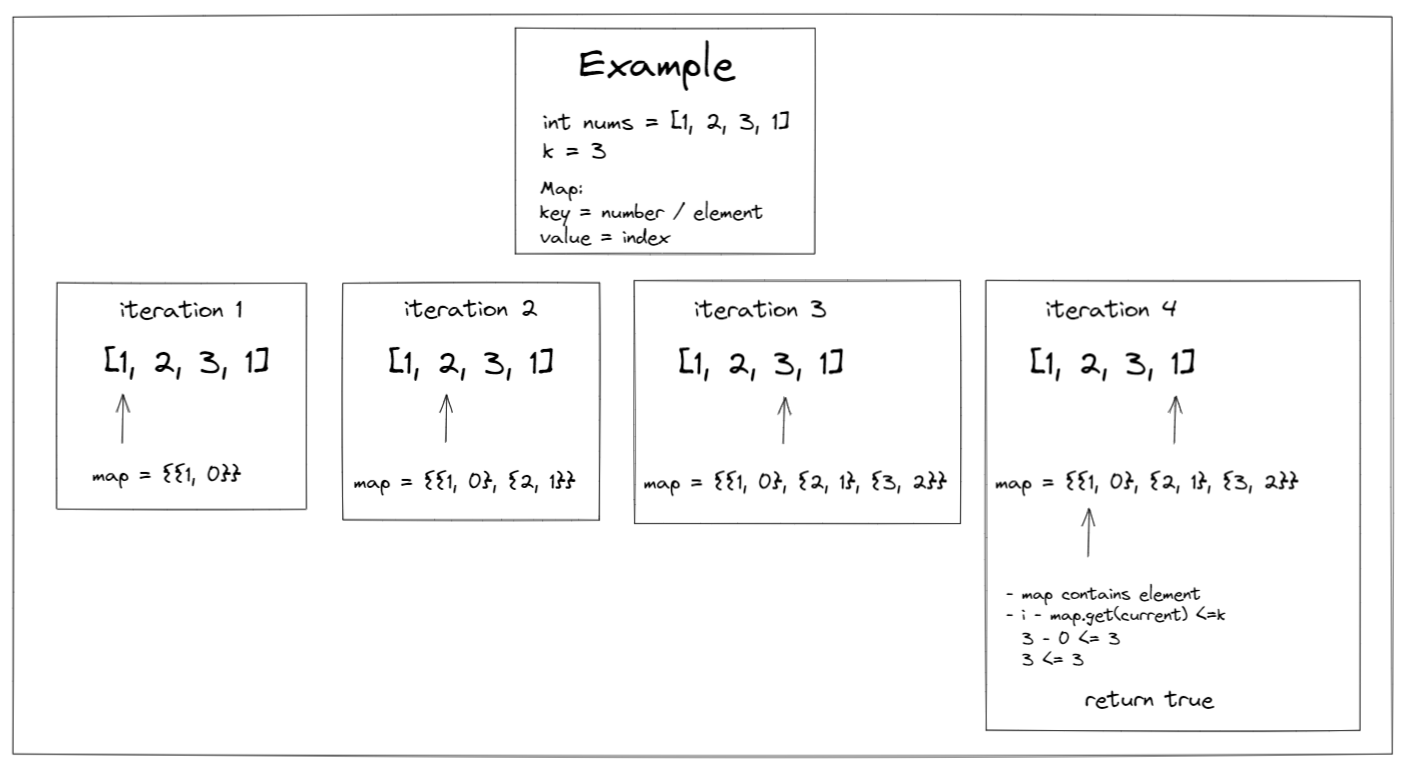 Example
int nums = [1, 2, 3, 1]
k = 3
Map:
key = number / element
value = index
iteration 1
[1, 2, 3, 1]
map = {{1, 0}}
iteration 2
[1, 2, 3, 1]
map = {{1, 0}, {2, 1}}
iteration 3
[1, 2, 3, 1]
map = {{1, 0}, {2, 1}, {3, 2}}
iteration 4
[1, 2, 3, 1]
map = {{1, 0}, {2, 1}, {3, 2}}
- map contains element
- i - map.get(current) <=k
3 - 0 <= 3
3 <= 3
return true